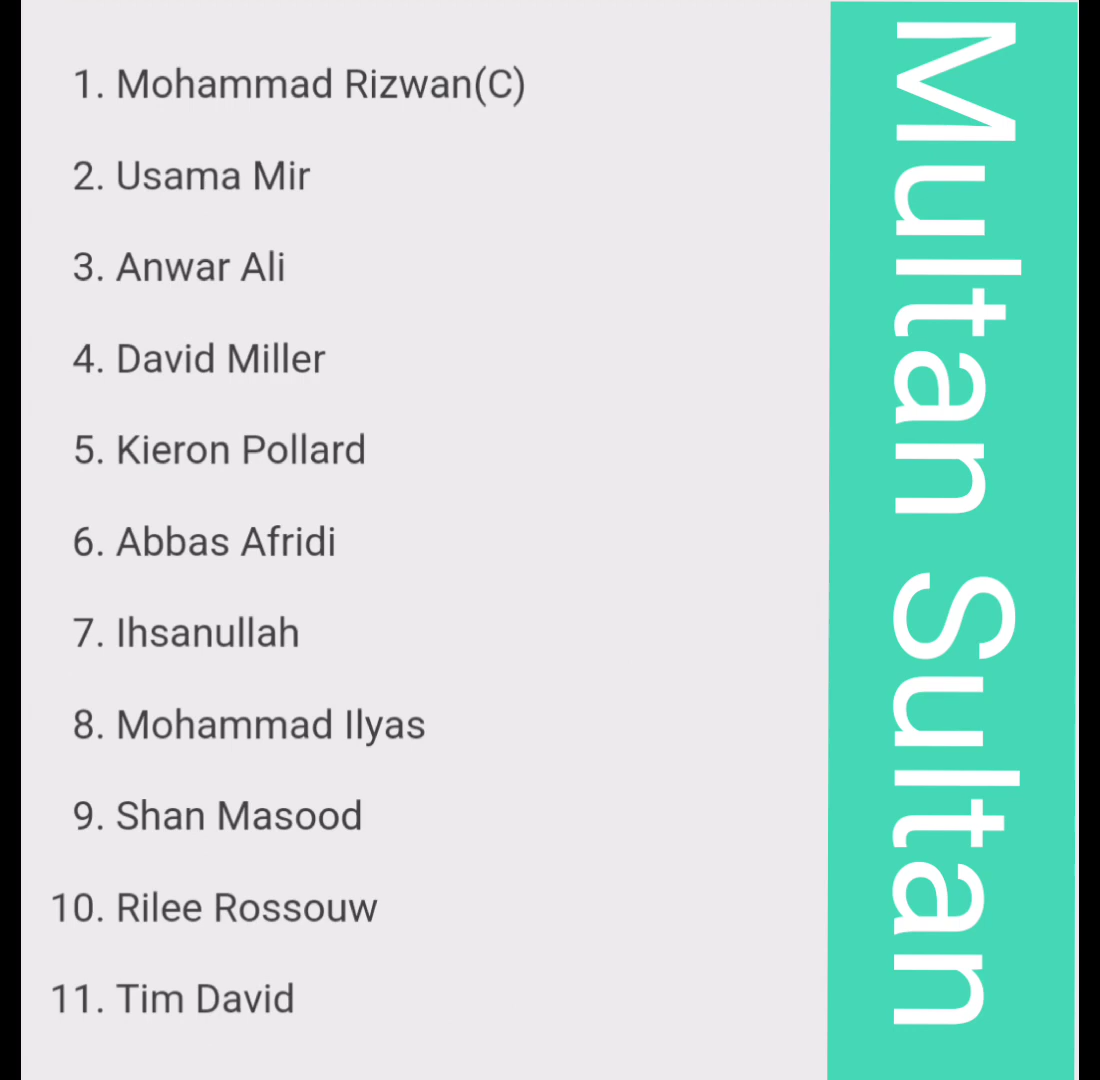 1. Mohammad Rizwan(C)
2. Usama Mir
3. Anwar Ali
4. David Miller
5. Kieron Pollard
6. Abbas Afridi
7. Ihsanullah
8. Mohammad Ilyas
9. Shan Masood
10. Rilee Rossouw
11. Tim David
Multan Sultan